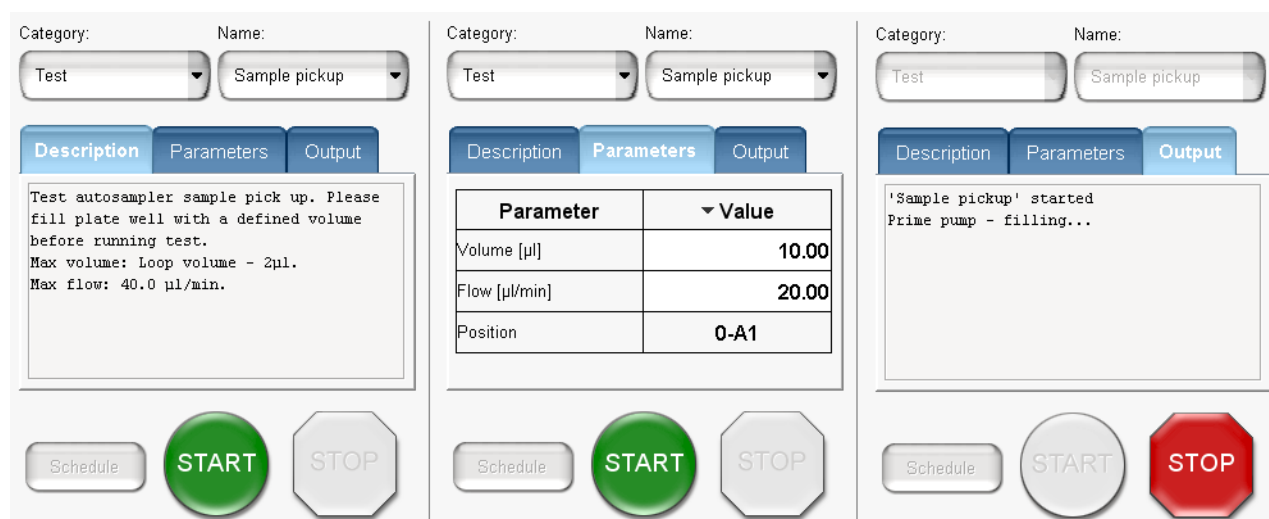 Category: Name:
Test Sample pickup
Description Parameters Output
Test autosampler sample pick up. Please
fill plate well with a defined volume
before running test.
Max volume: Loop volume - 2µl.
Max flow: 40.0 µl/min.
Schedule START STOP
Category: Name:
Test Sample pickup
Description Parameters Output
Parameter Value
Volume [µl] 10.00
Flow [µl/min] 20.00
Position 0-A1
Schedule START STOP
Category: Name:
Test Sample pickup
Description Parameters Output
'Sample pickup' started
Prime pump - filling...
Schedule START STOP